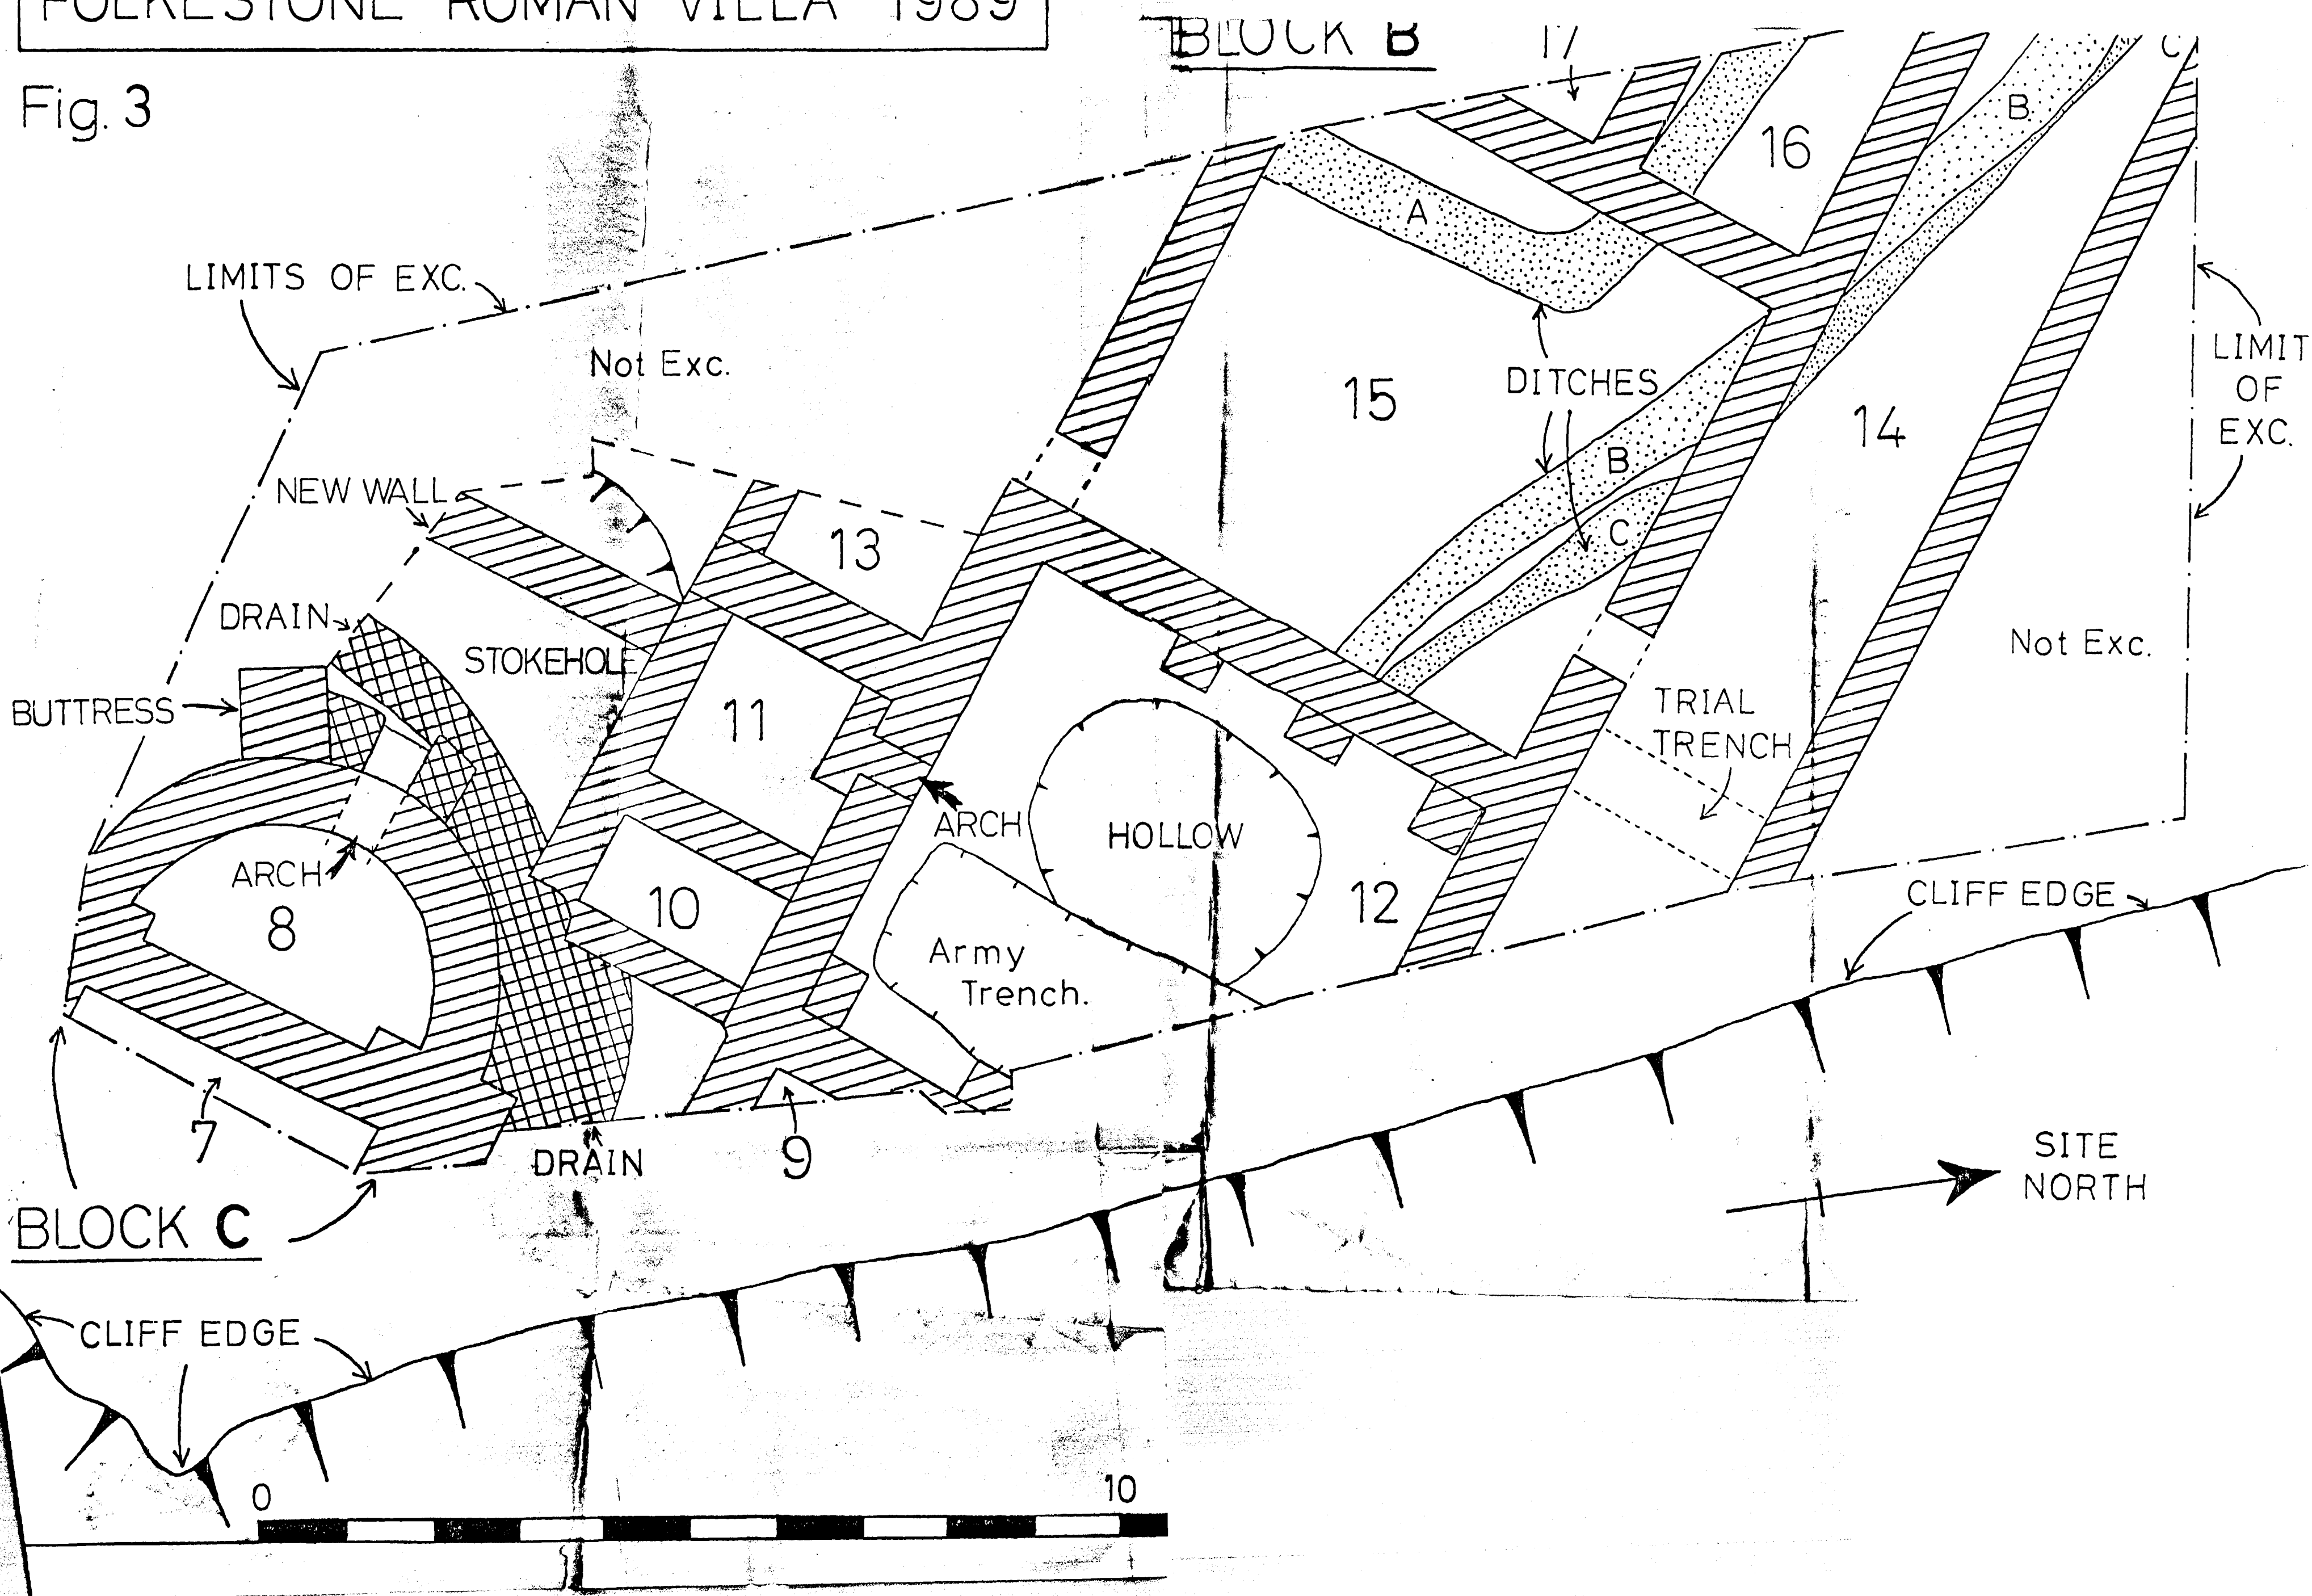 FOLKESTONE ROMAN VILLA 1989
Fig. 3
BLOCK B
17
C
B
16
A
LIMITS OF EXC.
Not Exc.
15
DITCHES
14
LIMIT
OF
EXC.
B
C
NEW WALL
13
DRAIN
STOKEHOLE
Not Exc.
BUTTRESS
11
TRIAL
TRENCH
ARCH
HOLLOW
ARCH
8
10
12
CLIFF EDGE
Army
Trench.
7
DRAIN
9
SITE
NORTH
BLOCK C
CLIFF EDGE
0
10